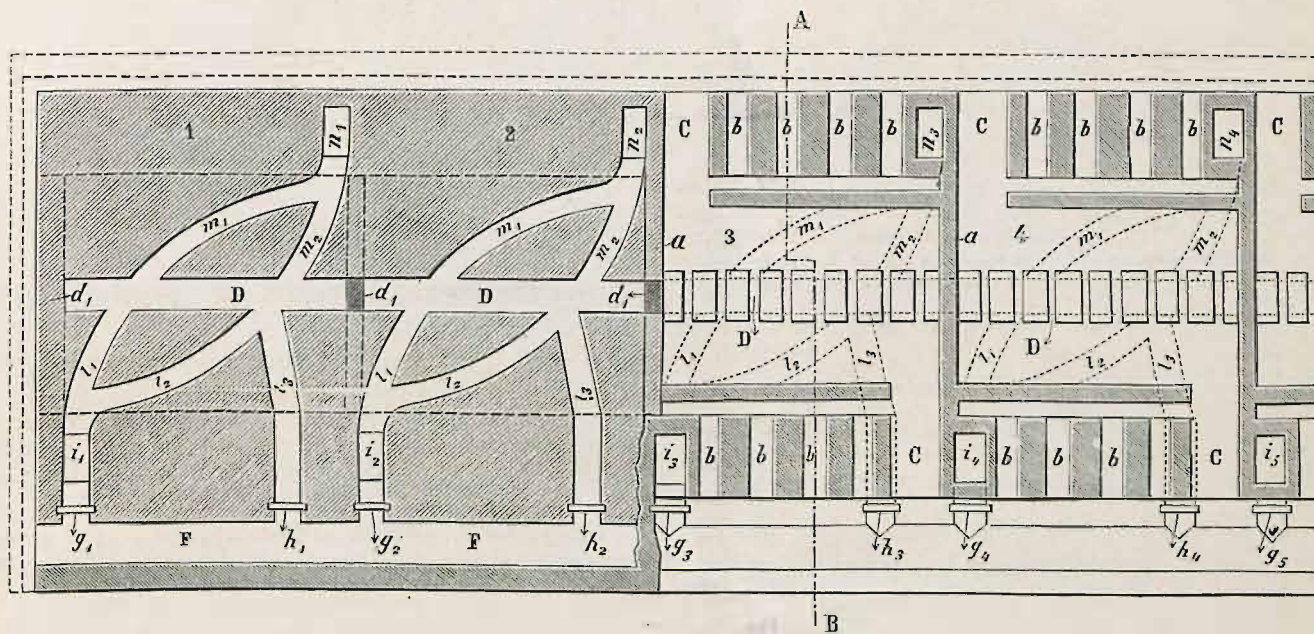 A
1 n₁ 2 n₂ C b b b b n₃ C b b b b n₄ C
m₁ m₂ m₁ m₂ a 3 m₁ m₂ a 4 m₁ m₂
d₁ D d₁ D d₁ D D
l₁ l₂ l₃ l₁ l₂ l₃ l₁ l₂ l₃ l₁ l₂ l₃
i₁ i₂ i₃ b b b C i₄ b b b C i₅
g₁ F h₁ g₂ F h₂ g₃ h₃ g₄ h₄ g₅
B